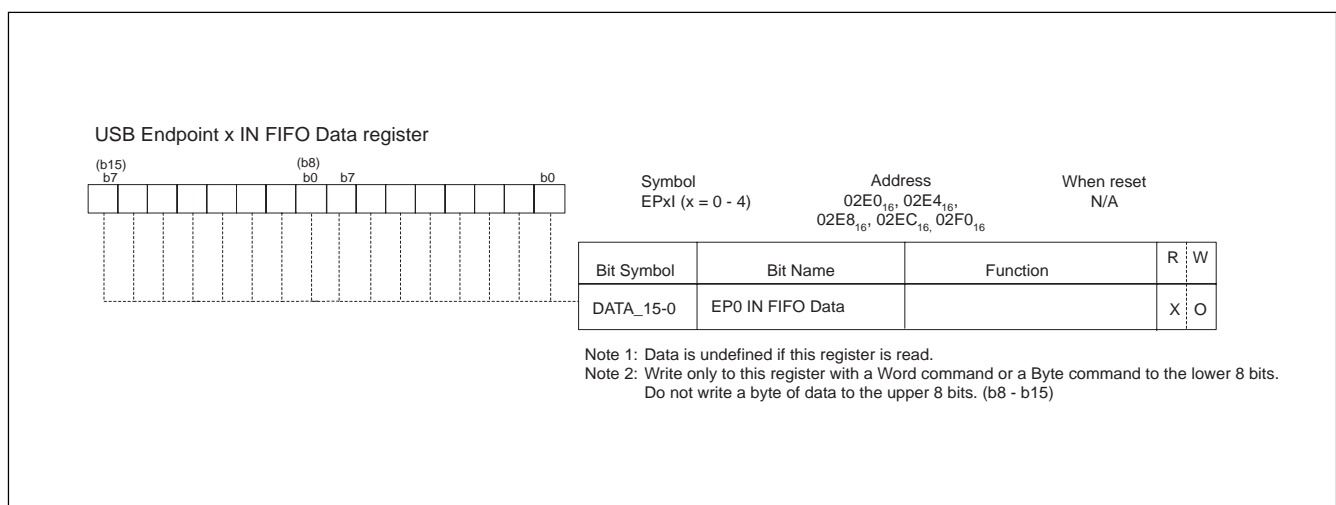 USB Endpoint x IN FIFO Data register
(b15) (b8)
b7 b0 b7 b0
Symbol Address When reset
EPxI (x = 0 - 4) 02E0₁₆, 02E4₁₆, N/A
02E8₁₆, 02EC₁₆, 02F0₁₆
Bit Symbol Bit Name Function R W
DATA_15-0 EP0 IN FIFO Data X O
Note 1: Data is undefined if this register is read.
Note 2: Write only to this register with a Word command or a Byte command to the lower 8 bits.
Do not write a byte of data to the upper 8 bits. (b8 - b15)